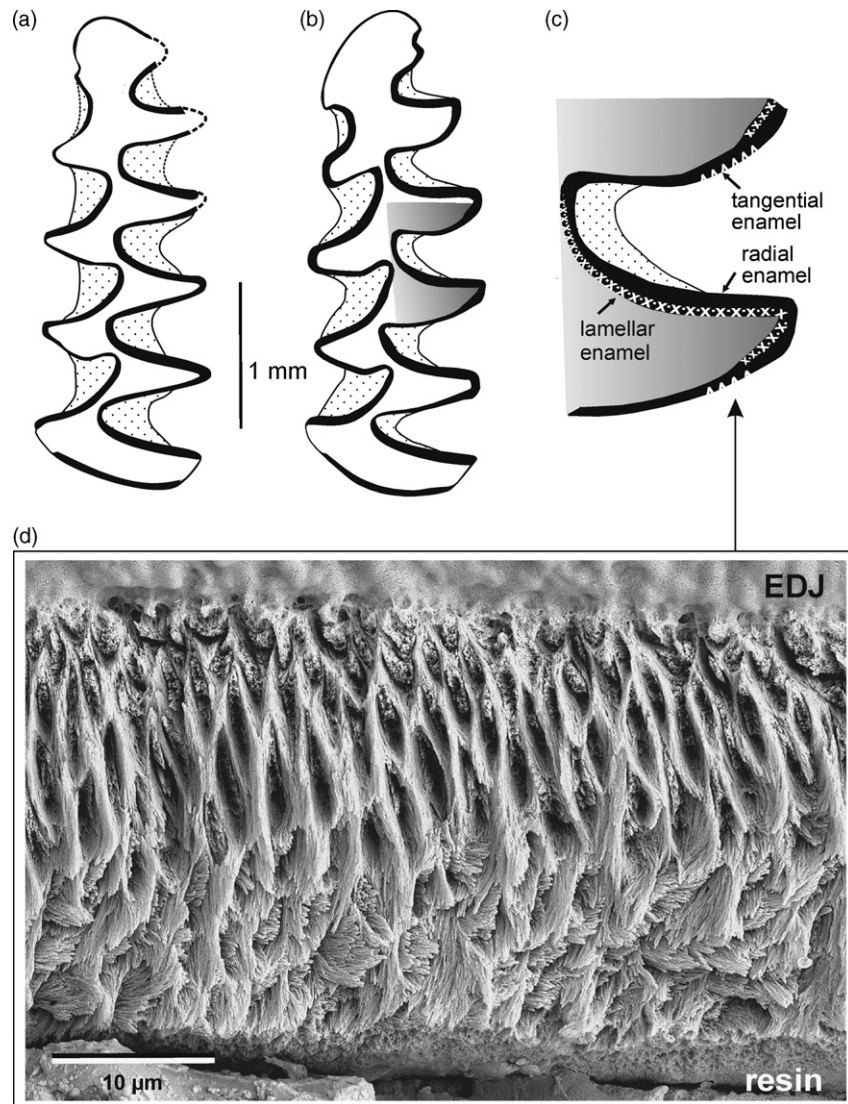 (a)
(b)
(c)
tangential
enamel
radial
enamel
lamellar
enamel
1 mm
(d)
EDJ
10 µm
resin